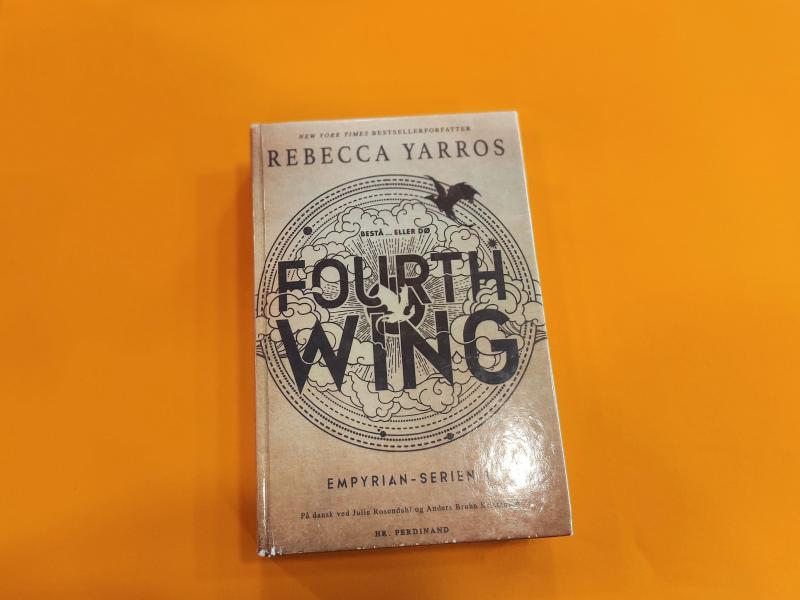 NEW YORK TIMES BESTSELLERFORFATTER
REBECCA YARROS
BESTÅ ... ELLER DØ
FOURTH
WING
EMPYRIAN-SERIEN
På dansk ved Julie Rosendahl og Anders Bruhn
HR. FERDINAND